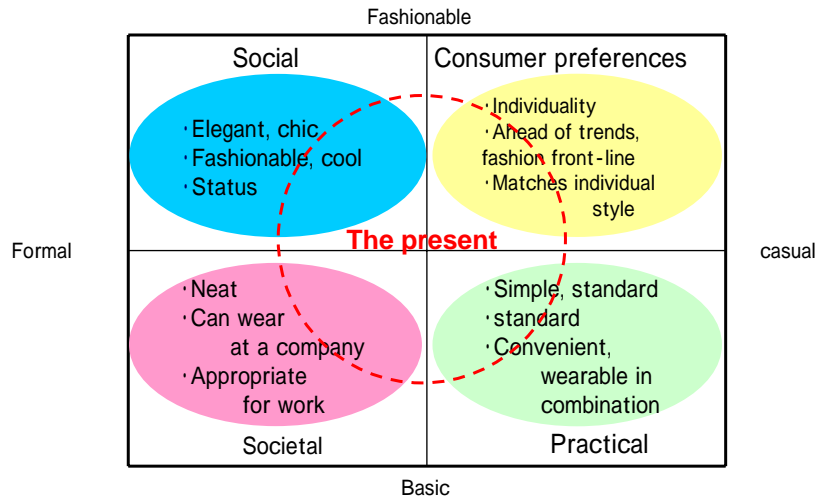 Fashionable
Social
Consumer preferences
・Elegant, chic
・Fashionable, cool
・Status
・Individuality
・Ahead of trends,
fashion front-line
・Matches individual
style
The present
Formal
casual
・Neat
・Can wear
at a company
・Appropriate
for work
・Simple, standard
・standard
・Convenient,
wearable in
combination
Societal
Practical
Basic